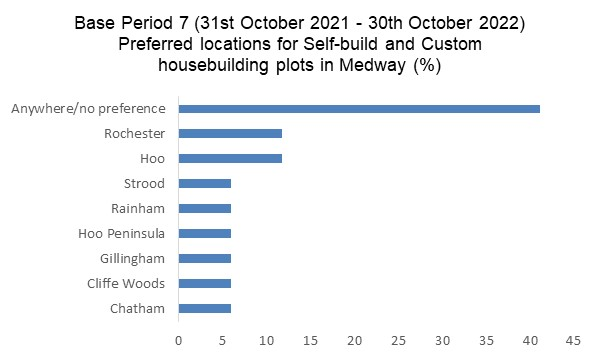 Base Period 7 (31st October 2021 - 30th October 2022)
Preferred locations for Self-build and Custom
housebuilding plots in Medway (%)
Anywhere/no preference
Rochester
Hoo
Strood
Rainham
Hoo Peninsula
Gillingham
Cliffe Woods
Chatham
0 5 10 15 20 25 30 35 40 45